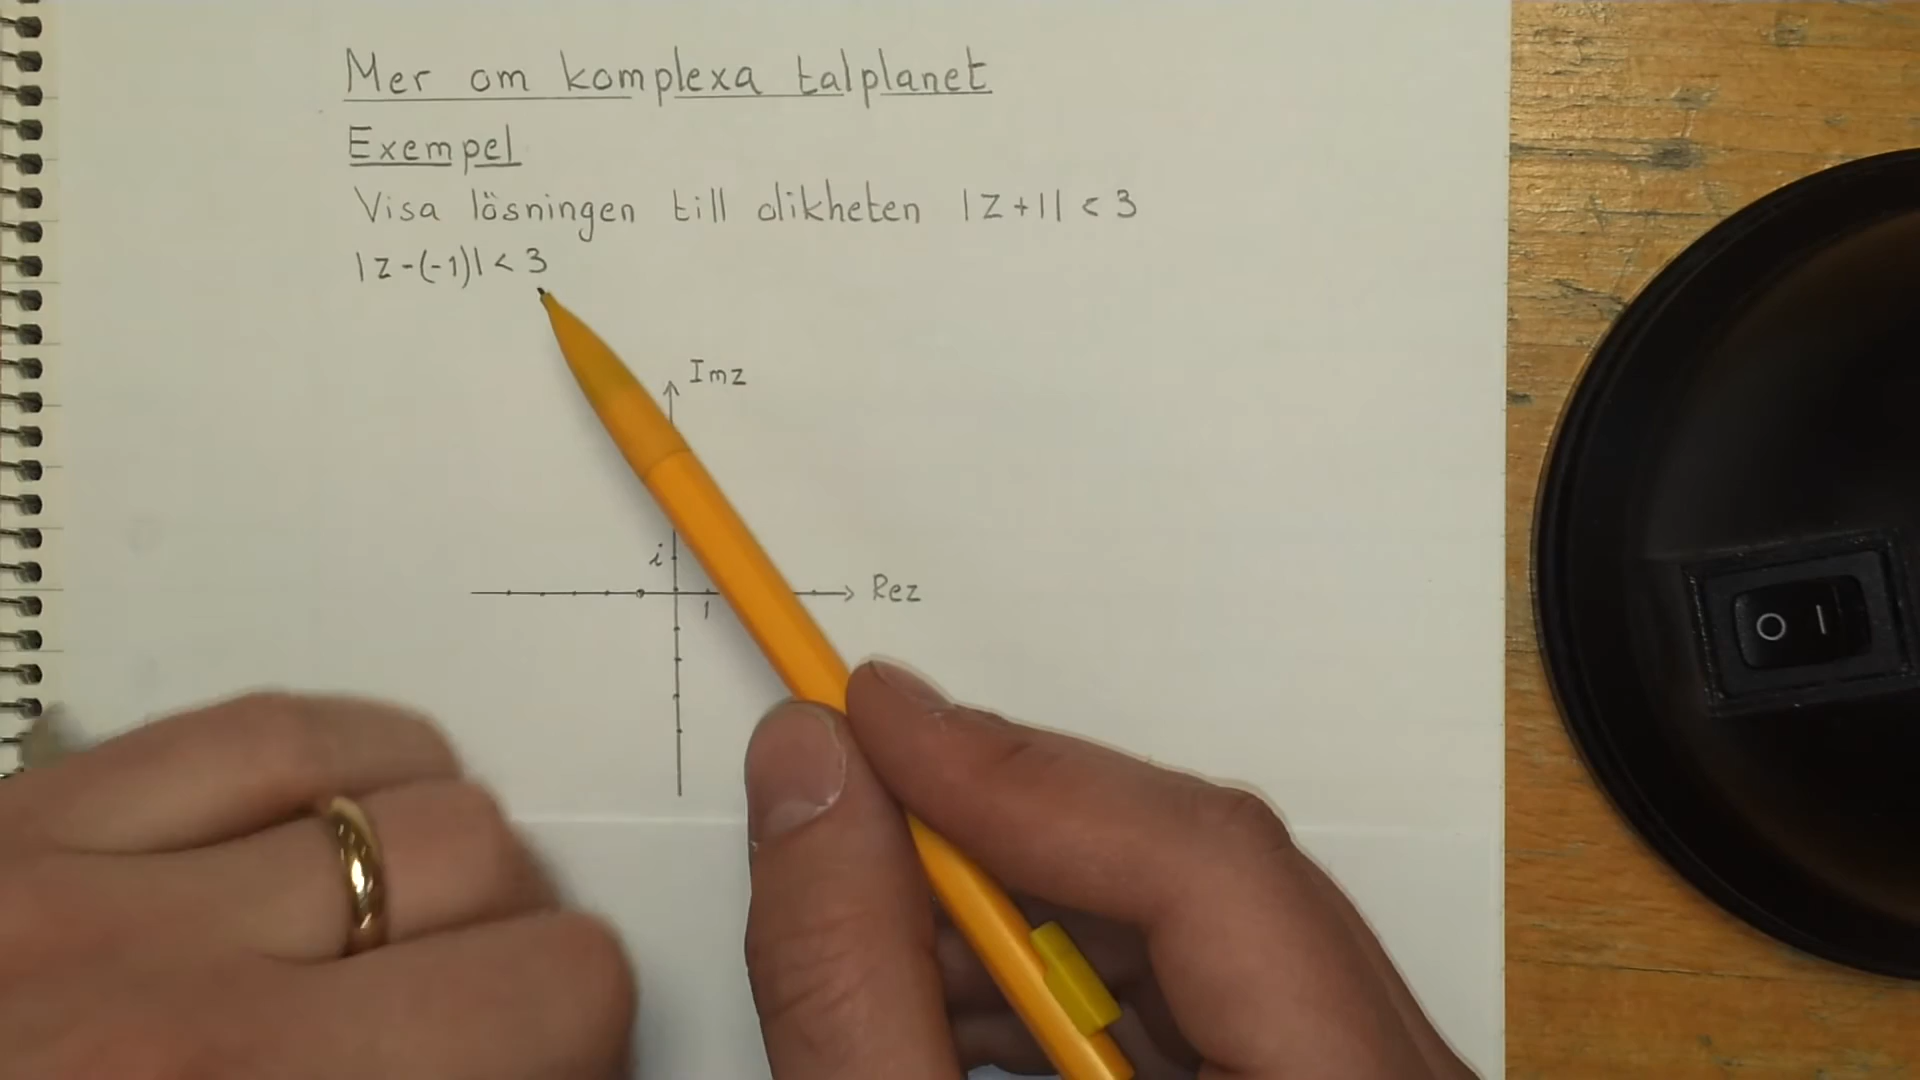 Mer om komplexa talplanet
Exempel
Visa lösningen till olikheten |z+1| < 3
|z-(-1)| < 3
Imz
i
Rez
1
O I